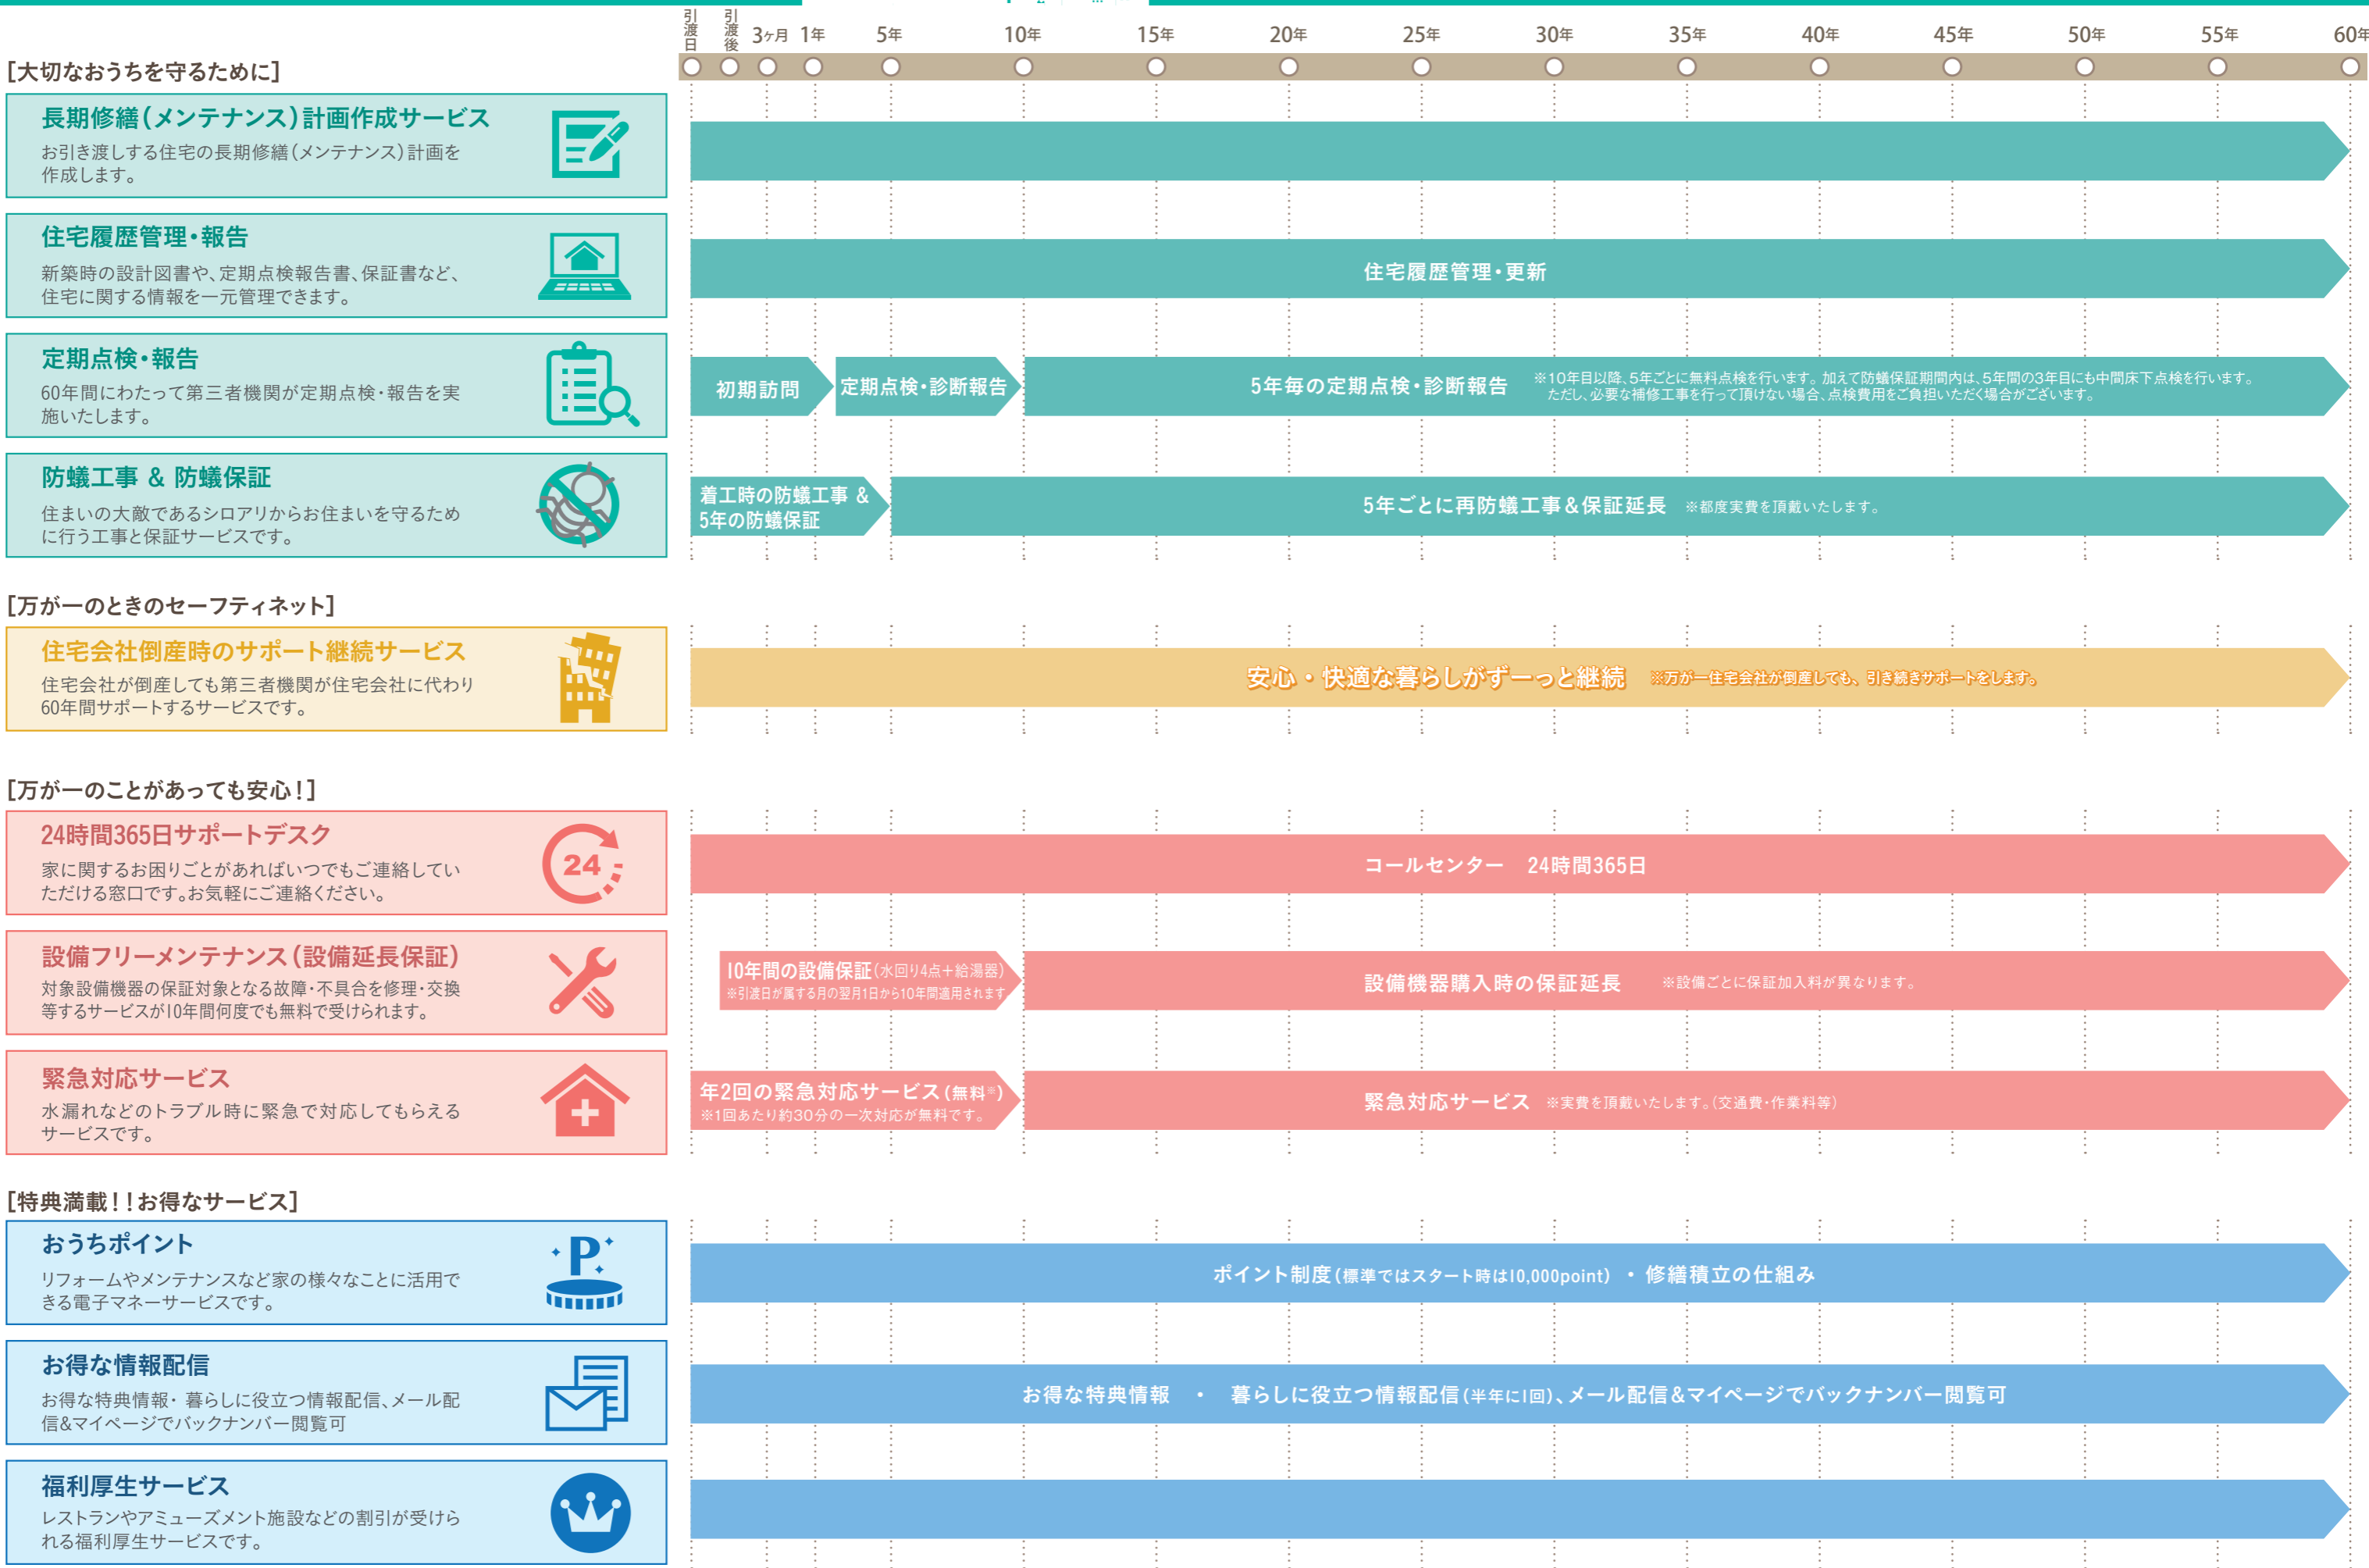 引渡日 引渡後 3ヶ月 1年 5年 10年 15年 20年 25年 30年 35年 40年 45年 50年 55年 60年
[大切なおうちを守るために]
長期修繕(メンテナンス)計画作成サービス
お引き渡しする住宅の長期修繕(メンテナンス)計画を
作成します。
住宅履歴管理・報告
新築時の設計図書や、定期点検報告書、保証書など、
住宅に関する情報を一元管理できます。
住宅履歴管理・更新
定期点検・報告
60年間にわたって第三者機関が定期点検・報告を実
施いたします。
初期訪問
定期点検・診断報告
5年毎の定期点検・診断報告
※10年目以降、5年ごとに無料点検を行います。加えて防蟻保証期間内は、5年間の3年目にも中間床下点検を行います。
ただし、必要な補修工事を行って頂けない場合、点検費用をご負担いただく場合がございます。
防蟻工事 & 防蟻保証
住まいの大敵であるシロアリからお住まいを守るため
に行う工事と保証サービスです。
着工時の防蟻工事 &
5年の防蟻保証
5年ごとに再防蟻工事&保証延長 ※都度実費を頂戴いたします。
[万が一のときのセーフティネット]
住宅会社倒産時のサポート継続サービス
住宅会社が倒産しても第三者機関が住宅会社に代わり
60年間サポートするサービスです。
安心・快適な暮らしがずーっと継続 ※万が一住宅会社が倒産しても、引き続きサポートをします。
[万が一のことがあっても安心!]
24時間365日サポートデスク
家に関するお困りごとがあればいつでもご連絡してい
ただける窓口です。お気軽にご連絡ください。
24
コールセンター 24時間365日
設備フリーメンテナンス(設備延長保証)
対象設備機器の保証対象となる故障・不具合を修理・交換
等するサービスが10年間何度でも無料で受けられます。
10年間の設備保証(水回り4点+給湯器)
※引渡日が属する月の翌月1日から10年間適用されます。
設備機器購入時の保証延長 ※設備ごとに保証加入料が異なります。
緊急対応サービス
水漏れなどのトラブル時に緊急で対応してもらえる
サービスです。
年2回の緊急対応サービス(無料※)
※1回あたり約30分の一次対応が無料です。
緊急対応サービス ※実費を頂戴いたします。(交通費・作業料等)
[特典満載!!お得なサービス]
おうちポイント
リフォームやメンテナンスなど家の様々なことに活用で
きる電子マネーサービスです。
P
ポイント制度(標準ではスタート時は10,000point) ・ 修繕積立の仕組み
お得な情報配信
お得な特典情報・ 暮らしに役立つ情報配信、メール配
信&マイページでバックナンバー閲覧可
お得な特典情報 ・ 暮らしに役立つ情報配信(半年に1回)、メール配信&マイページでバックナンバー閲覧可
福利厚生サービス
レストランやアミューズメント施設などの割引が受けら
れる福利厚生サービスです。